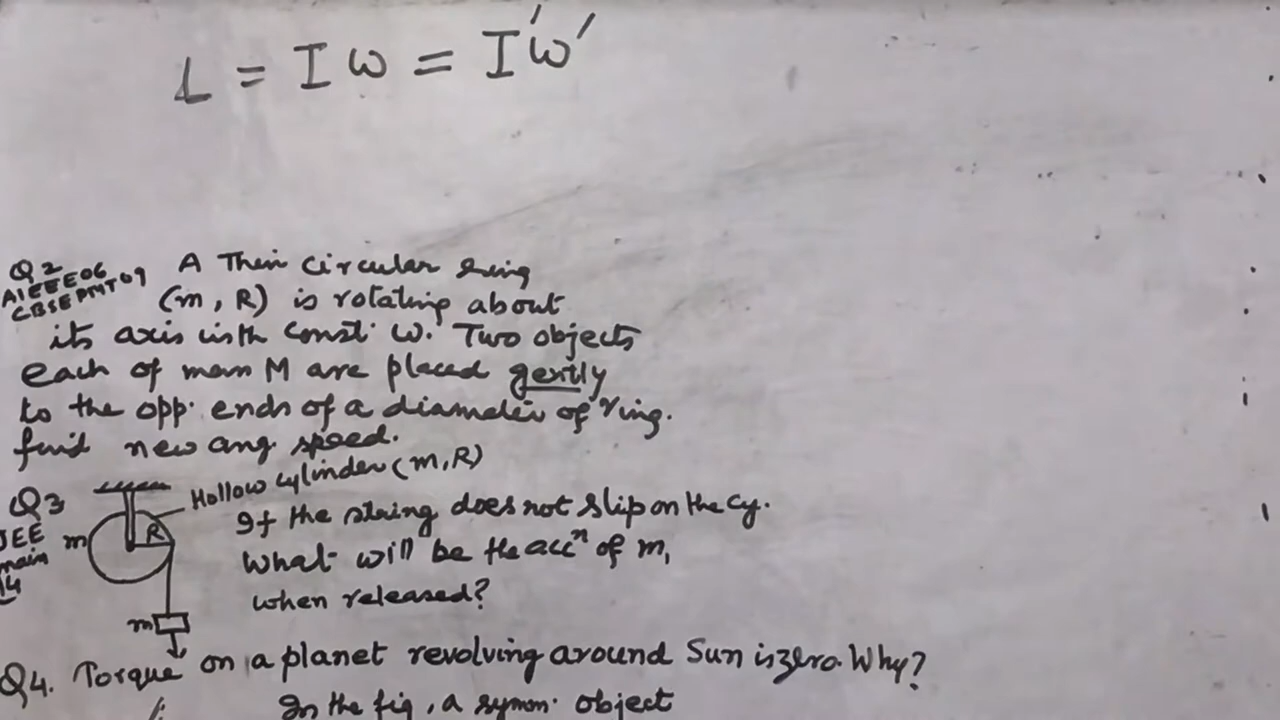 L = I ω = I'ω'
Q2 A Thin circular ring
AIEEE06
CBSEPMT09
(m, R) is rotating about
its axis with const. ω. Two objects
each of mass M are placed gently
to the opp. ends of a diameter of ring.
find new ang. speed.
Q3 Hollow cylinder (m, R)
JEE main 14
m R
If the string does not slip on the cy.
What will be the accⁿ of m,
when released?
m
Q4. Torque on a planet revolving around Sun is zero. Why?
In the fig, a symm. object